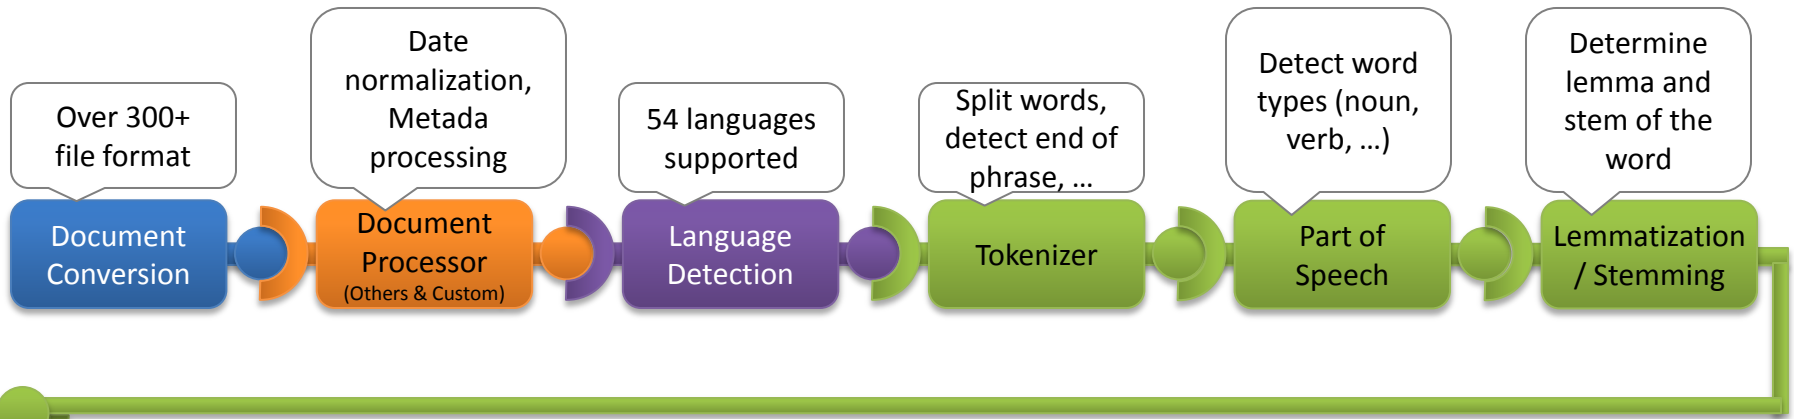 Over 300+
file format
Date
normalization,
Metada
processing
54 languages
supported
Split words,
detect end of
phrase, ...
Detect word
types (noun,
verb, ...)
Determine
lemma and
stem of the
word
Document
Conversion
Document
Processor
(Others & Custom)
Language
Detection
Tokenizer
Part of
Speech
Lemmatization
/ Stemming